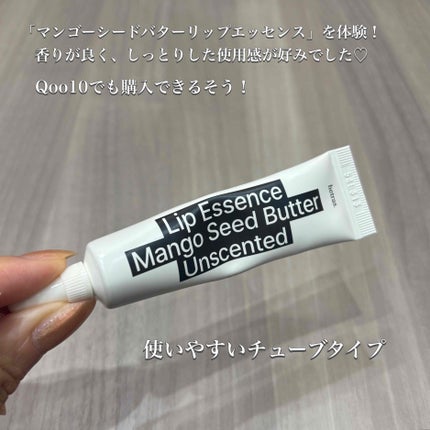 「マンゴーシードバターリップエッセンス」を体験！
香りが良く、しっとりした使用感が好みでした♡
Qoo10でも購入できるそう！
Lip Essence
Mango Seed Butter
Unscented
使いやすいチューブタイプ